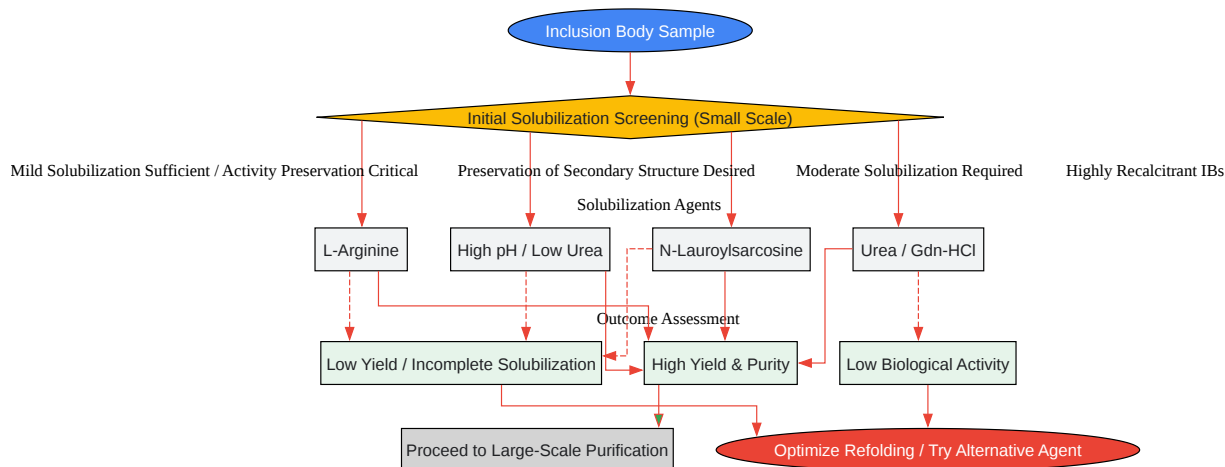 Inclusion Body Sample
Initial Solubilization Screening (Small Scale)
Mild Solubilization Sufficient / Activity Preservation Critical
Preservation of Secondary Structure Desired
Moderate Solubilization Required
Highly Recalcitrant IBs
Solubilization Agents
L-Arginine
High pH / Low Urea
N-Lauroylsarcosine
Urea / Gdn-HCl
Outcome Assessment
Low Yield / Incomplete Solubilization
High Yield & Purity
Low Biological Activity
Proceed to Large-Scale Purification
Optimize Refolding / Try Alternative Agent